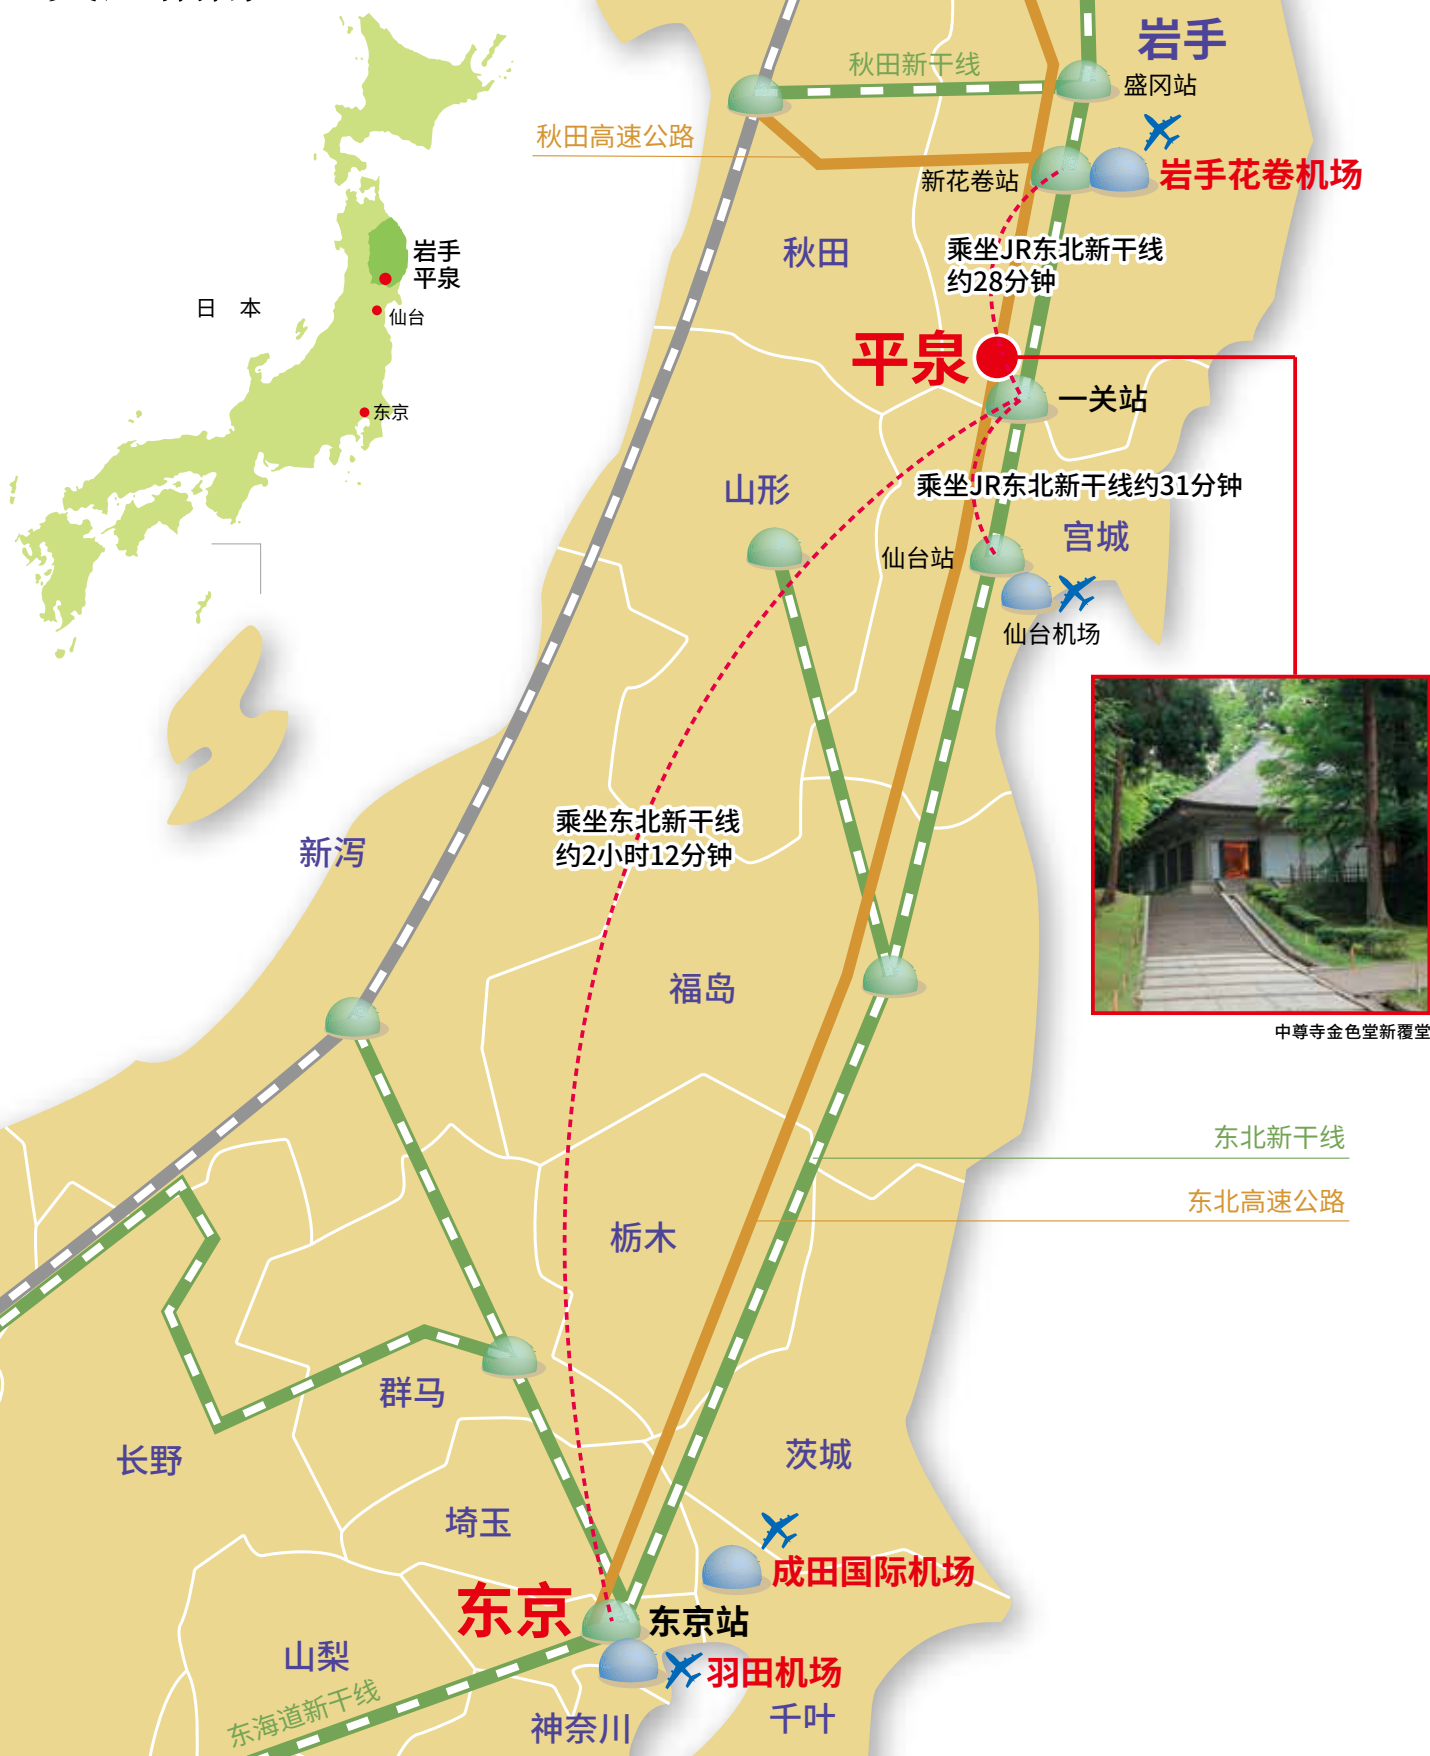 岩手
秋田新干线
盛冈站
秋田高速公路
岩手花卷机场
新花卷站
秋田
乘坐JR东北新干线
约28分钟
岩手
平泉
日 本
仙台
东京
平泉
一关站
山形
乘坐JR东北新干线约31分钟
宫城
仙台站
仙台机场
乘坐东北新干线
约2小时12分钟
新泻
福岛
中尊寺金色堂新覆堂
东北新干线
东北高速公路
栃木
群马
长野
茨城
埼玉
成田国际机场
东京
东京站
山梨
羽田机场
东海道新干线
神奈川
千叶